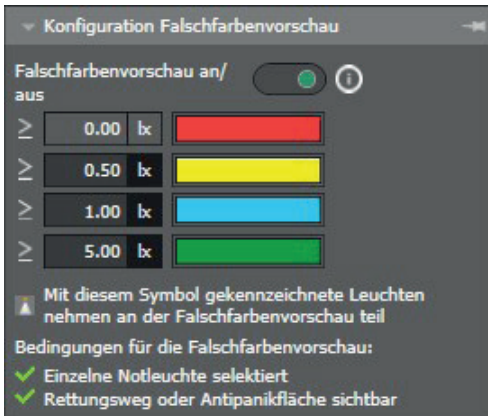 Konfiguration Falschfarbenvorschau
Falschfarbenvorschau an/
aus
≥ 0.00 lx
≥ 0.50 lx
≥ 1.00 lx
≥ 5.00 lx
Mit diesem Symbol gekennzeichnete Leuchten
nehmen an der Falschfarbenvorschau teil
Bedingungen für die Falschfarbenvorschau:
Einzelne Notleuchte selektiert
Rettungsweg oder Antipanikfläche sichtbar